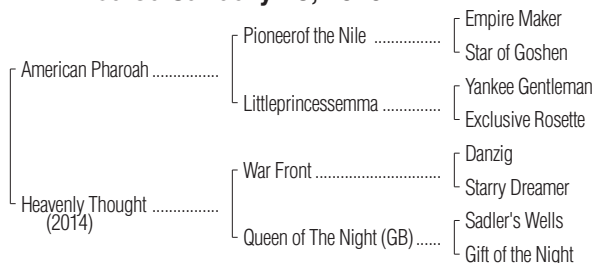 Empire Maker
Pioneerof the Nile ................
Star of Goshen
American Pharoah ................
Yankee Gentleman
Littleprincessemma ..............
Exclusive Rosette
Danzig
War Front ..............................
Starry Dreamer
Heavenly Thought ................
(2014)
Sadler's Wells
Queen of The Night (GB) ......
Gift of the Night